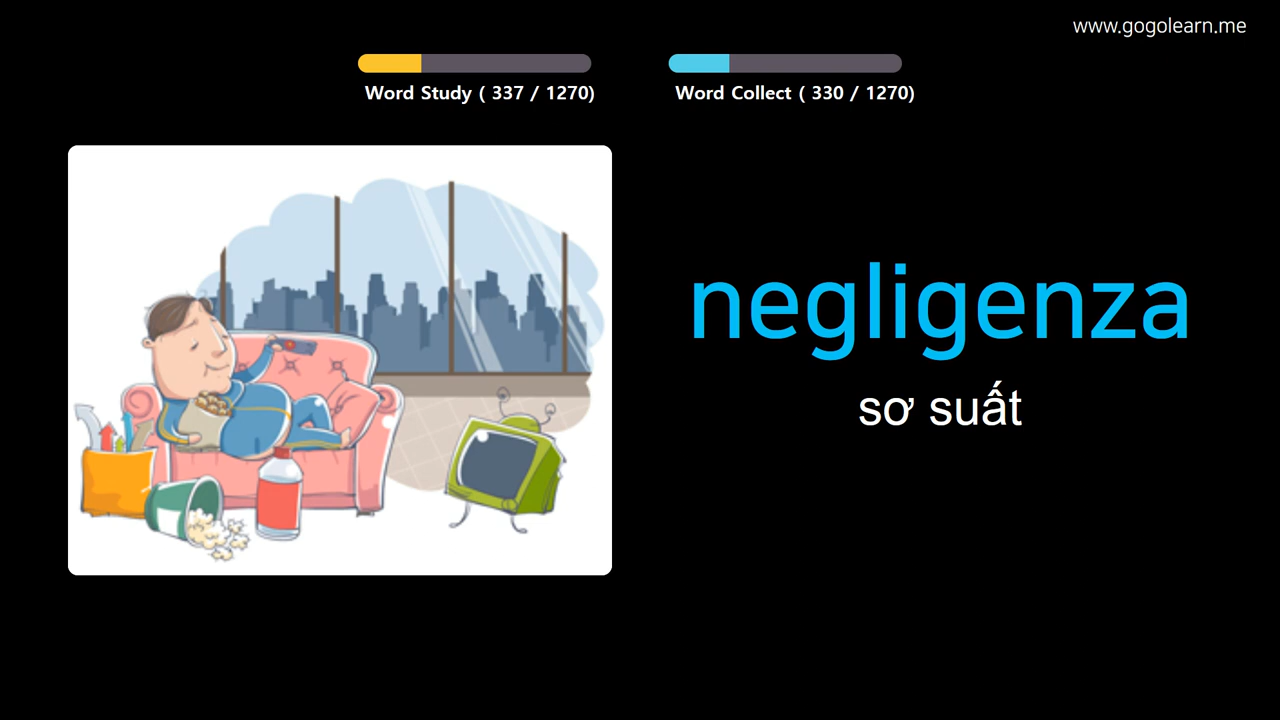 www.gogolearn.me
Word Study ( 337 / 1270)
Word Collect ( 330 / 1270)
negligenza
sơ suất